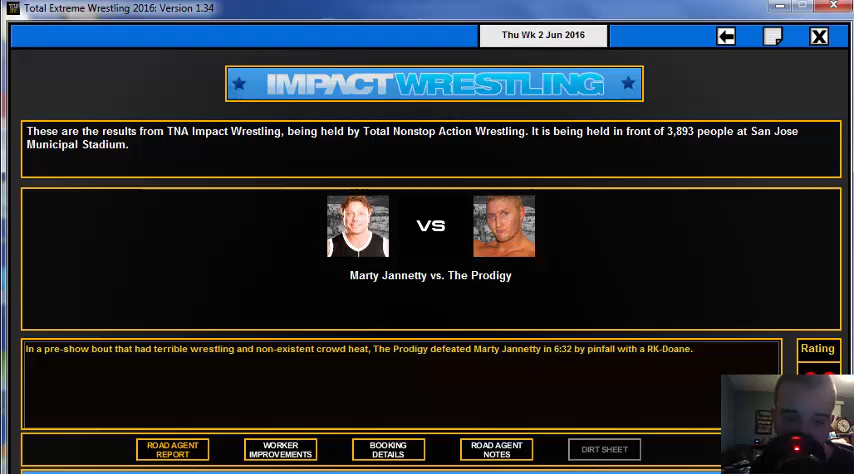 Total Extreme Wrestling 2016: Version 1.34
Thu Wk 2 Jun 2016
IMPACT WRESTLING
These are the results from TNA Impact Wrestling, being held by Total Nonstop Action Wrestling. It is being held in front of 3,893 people at San Jose
Municipal Stadium.
VS
Marty Jannetty vs. The Prodigy
In a pre-show bout that had terrible wrestling and non-existent crowd heat, The Prodigy defeated Marty Jannetty in 6:32 by pinfall with a RK-Doane.
Rating
ROAD AGENT
REPORT
WORKER
IMPROVEMENTS
BOOKING
DETAILS
ROAD AGENT
NOTES
DIRT SHEET